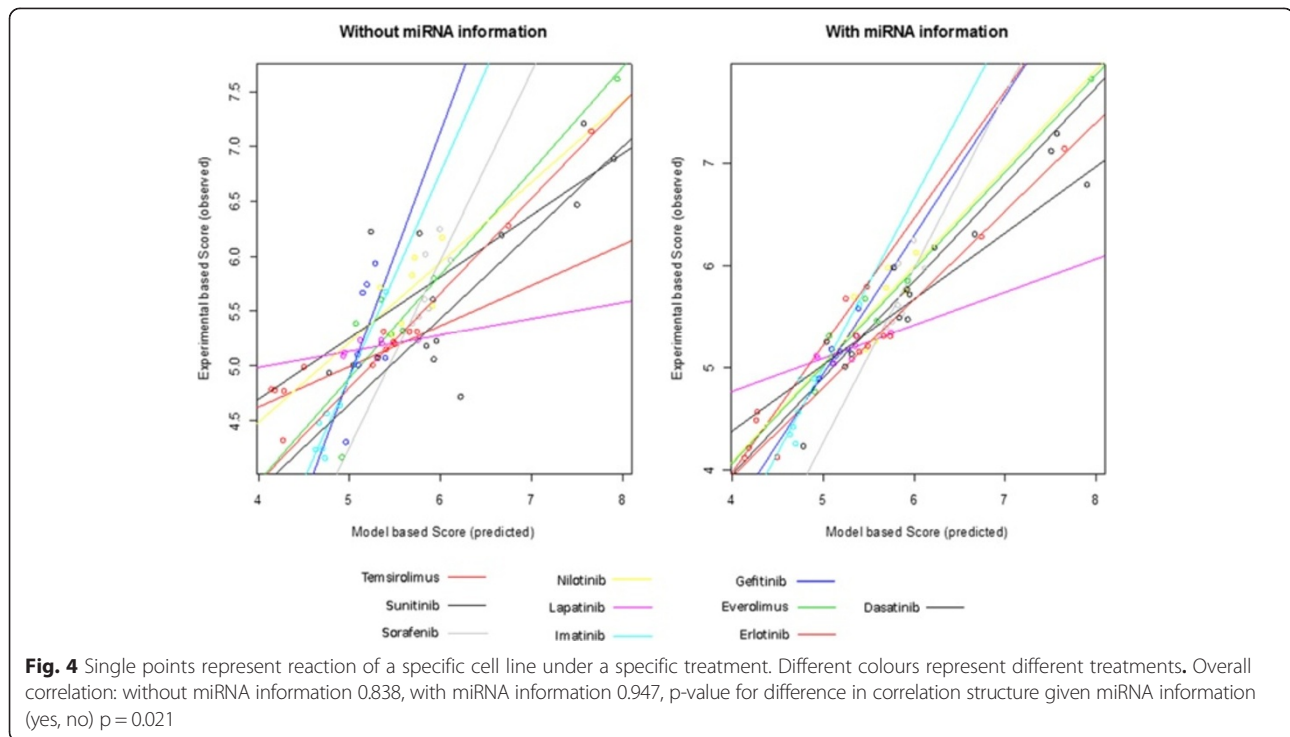 Without miRNA information
With miRNA information
Experimental based Score (observed)
7.5
7.0
6.5
6.0
5.5
5.0
4.5
4 5 6 7 8
Model based Score (predicted)
Experimental based Score (observed)
7
6
5
4
4 5 6 7 8
Model based Score (predicted)
Temsirolimus
Nilotinib
Gefitinib
Sunitinib
Lapatinib
Everolimus
Dasatinib
Sorafenib
Imatinib
Erlotinib
Fig. 4 Single points represent reaction of a specific cell line under a specific treatment. Different colours represent different treatments. Overall
correlation: without miRNA information 0.838, with miRNA information 0.947, p-value for difference in correlation structure given miRNA information
(yes, no) p = 0.021